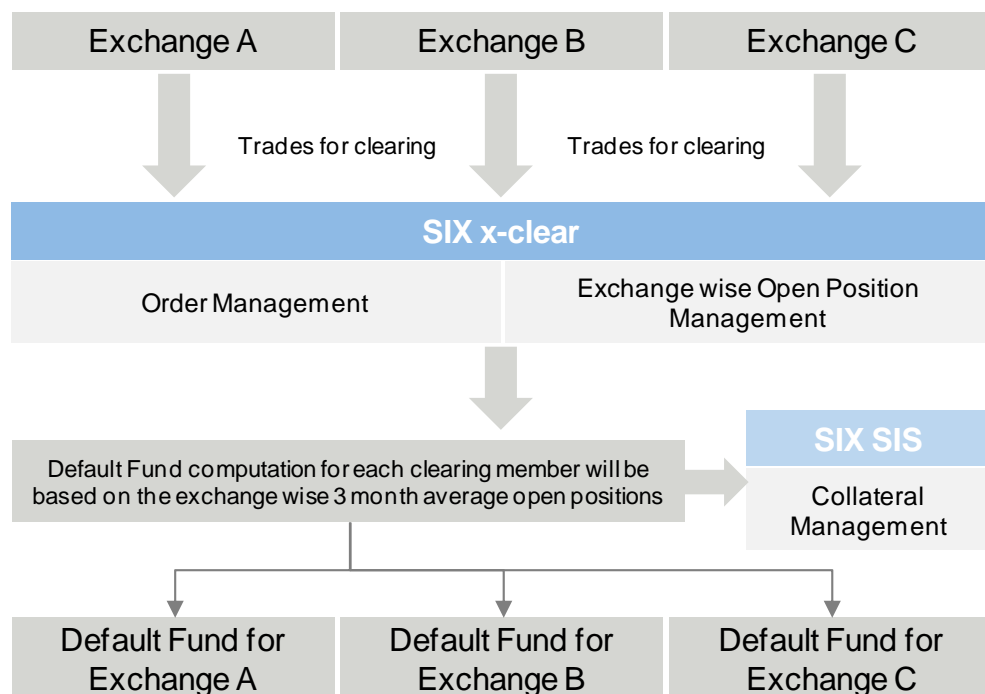 Exchange A
Exchange B
Exchange C
Trades for clearing
Trades for clearing
SIX x-clear
Order Management
Exchange wise Open Position
Management
Default Fund computation for each clearing member will be
based on the exchange wise 3 month average open positions
SIX SIS
Collateral
Management
Default Fund for
Exchange A
Default Fund for
Exchange B
Default Fund for
Exchange C